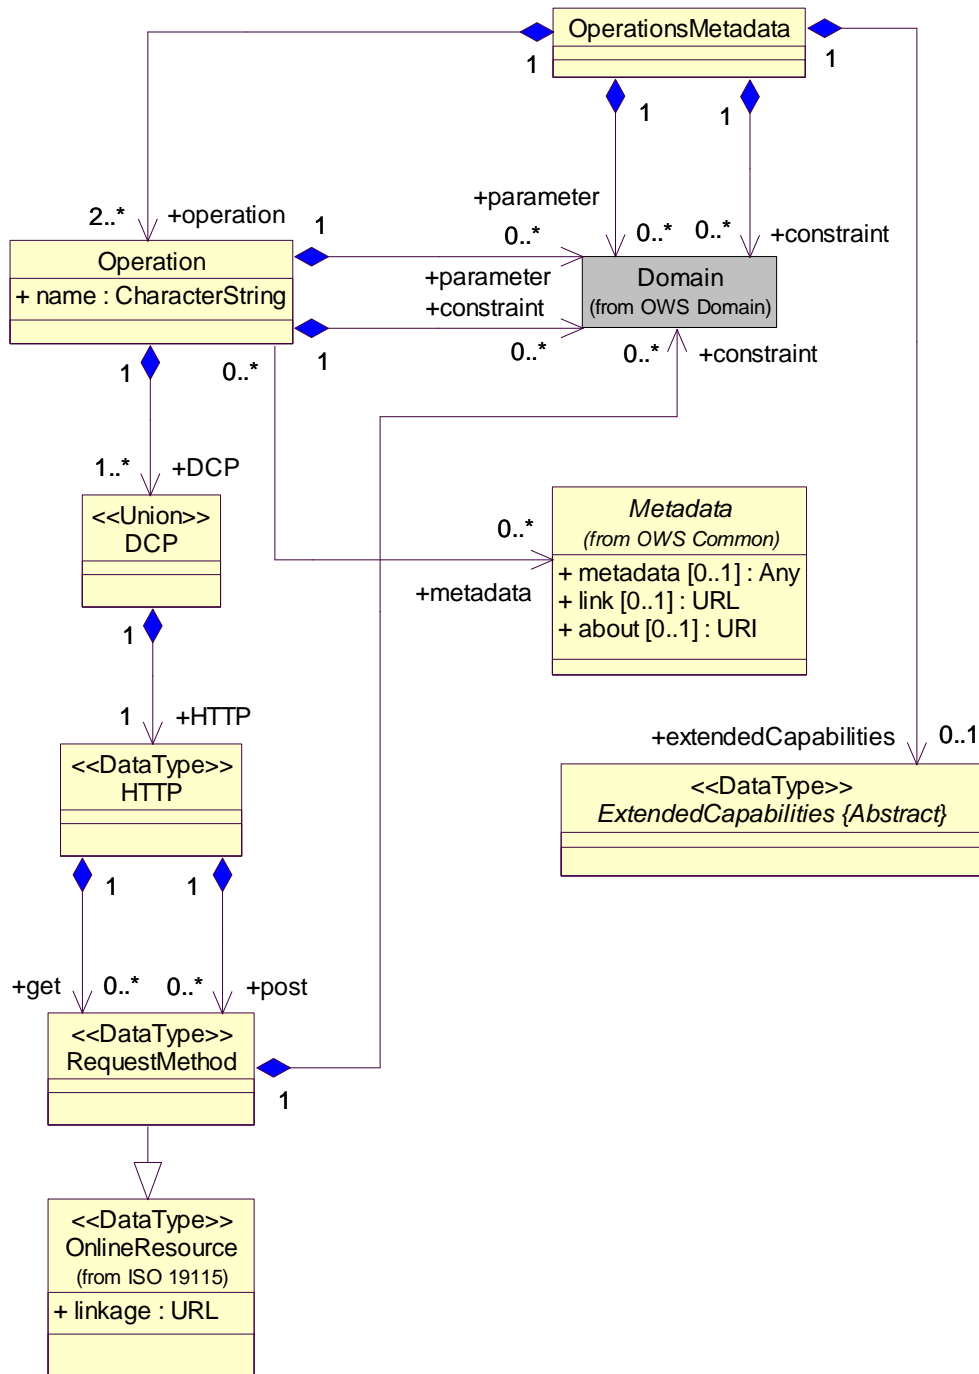 OperationsMetadata
1
1
1
1
+parameter
2..*
+operation
1
0..*
0..*
0..*
+constraint
Operation
+ name : CharacterString
+parameter
+constraint
Domain
(from OWS Domain)
1
0..*
1
0..*
0..*
+constraint
1..*
+DCP
<<Union>>
DCP
0..*
+metadata
Metadata
(from OWS Common)
+ metadata [0..1] : Any
+ link [0..1] : URL
+ about [0..1] : URI
1
1
+HTTP
+extendedCapabilities
0..1
<<DataType>>
HTTP
<<DataType>>
ExtendedCapabilities {Abstract}
1
1
+get
0..*
0..*
+post
<<DataType>>
RequestMethod
1
<<DataType>>
OnlineResource
(from ISO 19115)
+ linkage : URL